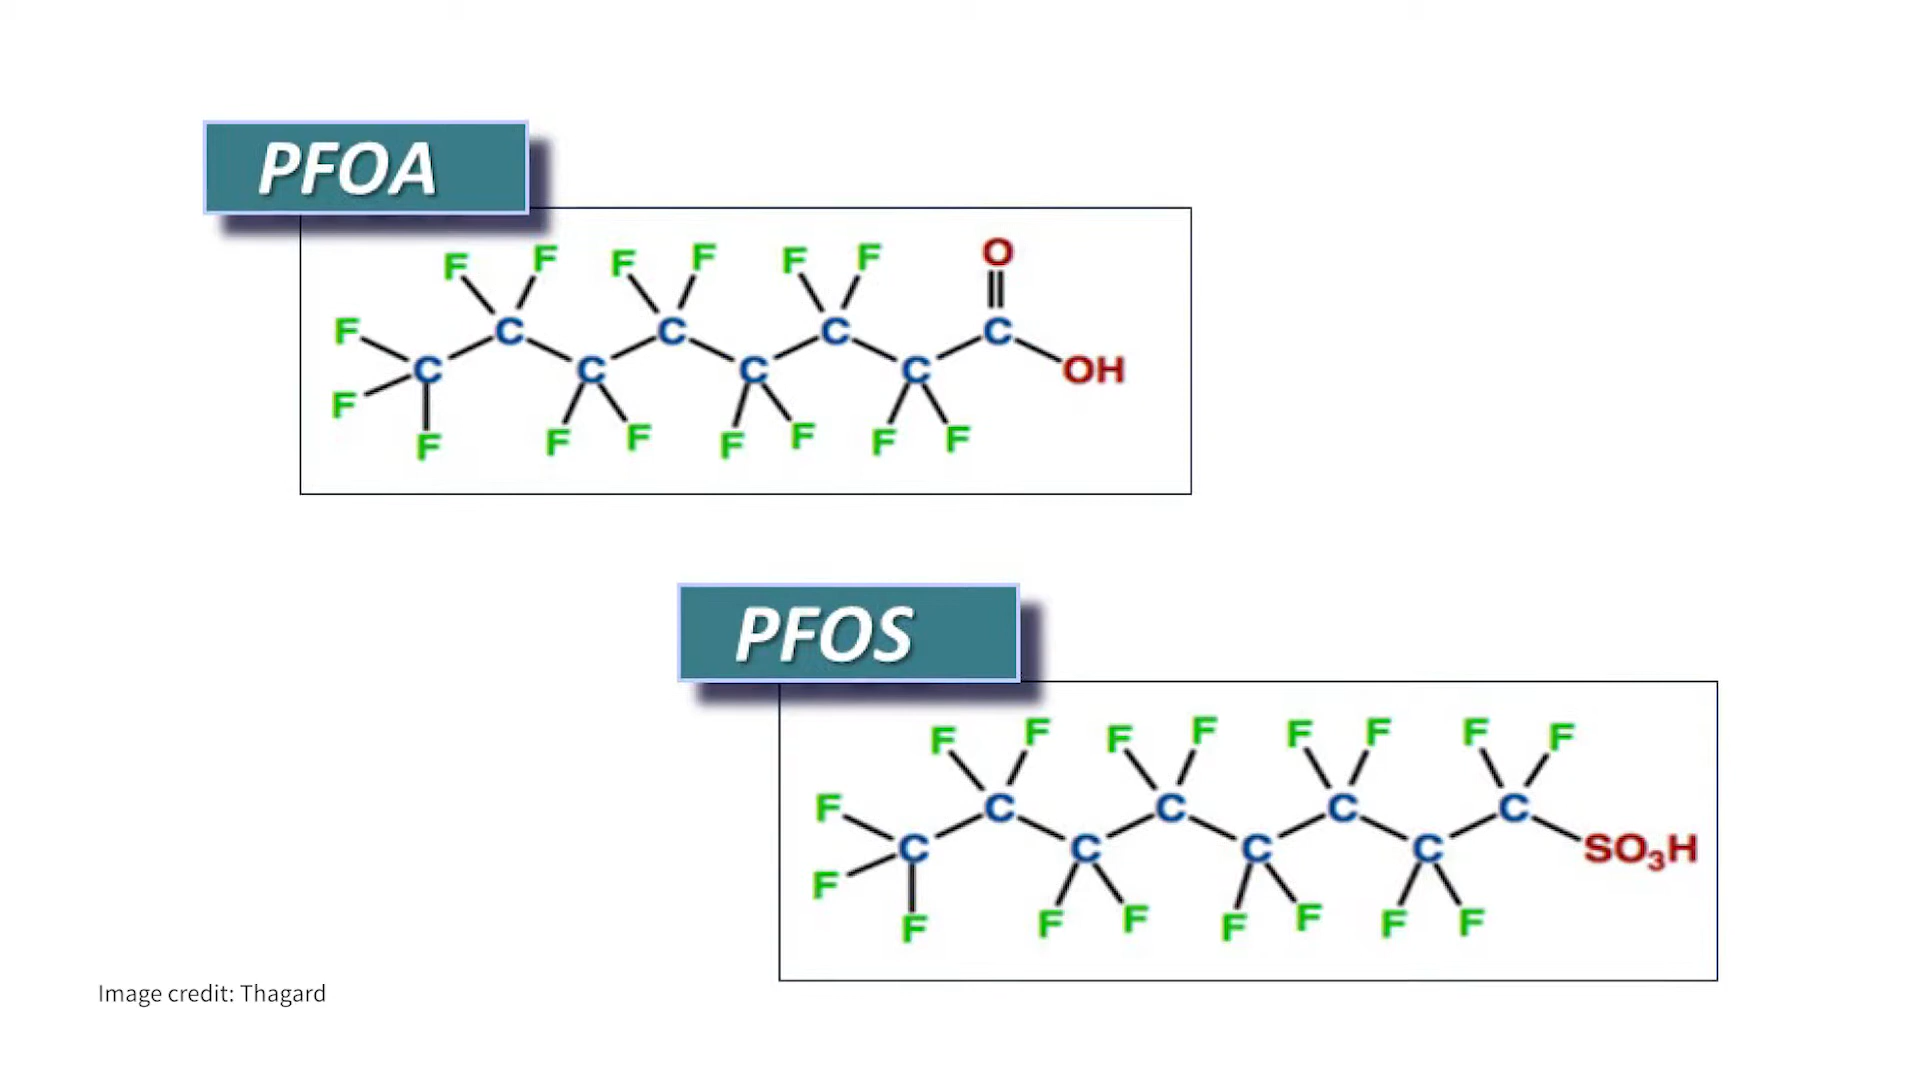 PFOA
F F F F F F O
F C C C C
C C C C OH
F
F F F F F F F
PFOS
F F F F F F F F
F C C C C
C C C C SO₃H
F
F F F F F F F
Image credit: Thagard